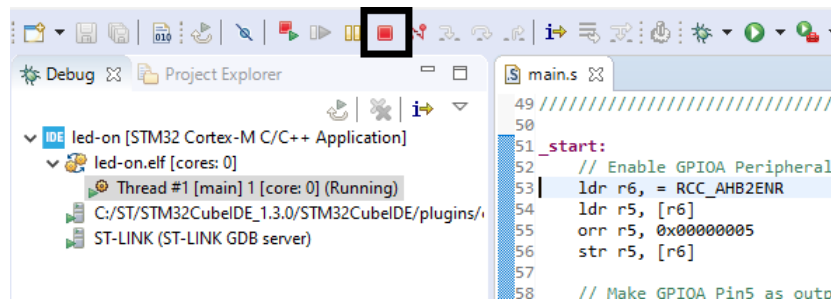 010
Debug
Project Explorer
main.s
IDE led-on [STM32 Cortex-M C/C++ Application]
led-on.elf [cores: 0]
Thread #1 [main] 1 [core: 0] (Running)
C:/ST/STM32CubeIDE_1.3.0/STM32CubeIDE/plugins/
ST-LINK (ST-LINK GDB server)
49 //////////////////////////////
50
51 _start:
52 // Enable GPIOA Peripheral
53 ldr r6, = RCC_AHB2ENR
54 ldr r5, [r6]
55 orr r5, 0x00000005
56 str r5, [r6]
57
58 // Make GPIOA Pin5 as outp